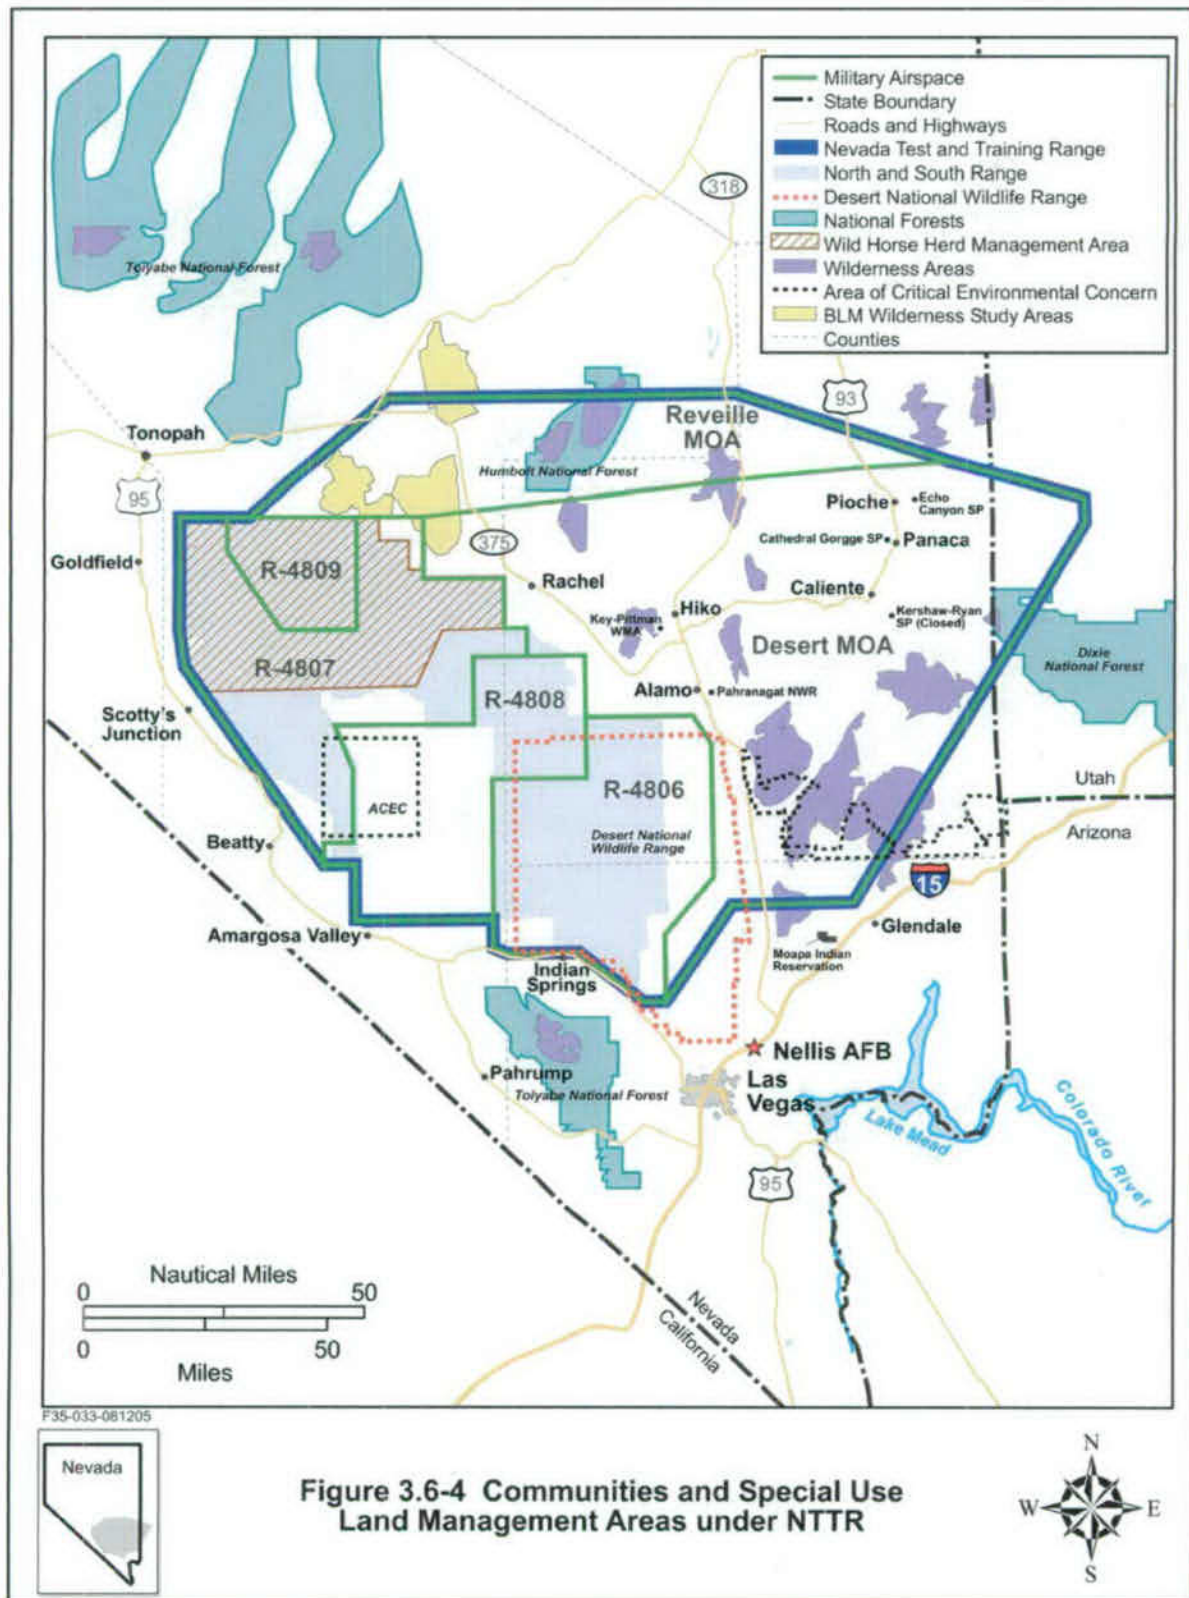 Military Airspace
State Boundary
Roads and Highways
Nevada Test and Training Range
North and South Range
Desert National Wildlife Range
National Forests
Wild Horse Herd Management Area
Wilderness Areas
Area of Critical Environmental Concern
BLM Wilderness Study Areas
Counties
318
Toiyabe National Forest
93
Reveille
MOA
Tonopah
Humbolt National Forest
95
Pioche
Echo
Canyon SP
375
Cathedral Gorgge SP
Panaca
Goldfield
R-4809
Rachel
Caliente
Hiko
Key-Pittman
WMA
Kershaw-Ryan
SP (Closed)
Desert MOA
Dixie
National Forest
R-4807
R-4808
Alamo
Pahranagat NWR
Scotty's
Junction
Utah
R-4806
ACEC
Arizona
Desert National
Wildlife Range
Beatty
15
Glendale
Amargosa Valley
Moapa Indian
Reservation
Indian
Springs
Nellis AFB
Pahrump
Las
Vegas
Toiyabe National Forest
Lake Mead
Colorado River
95
Nautical Miles
0 50
0 50
Miles
Nevada
California
F35-033-081205
Nevada
Figure 3.6-4 Communities and Special Use
Land Management Areas under NTTR
N
W E
S